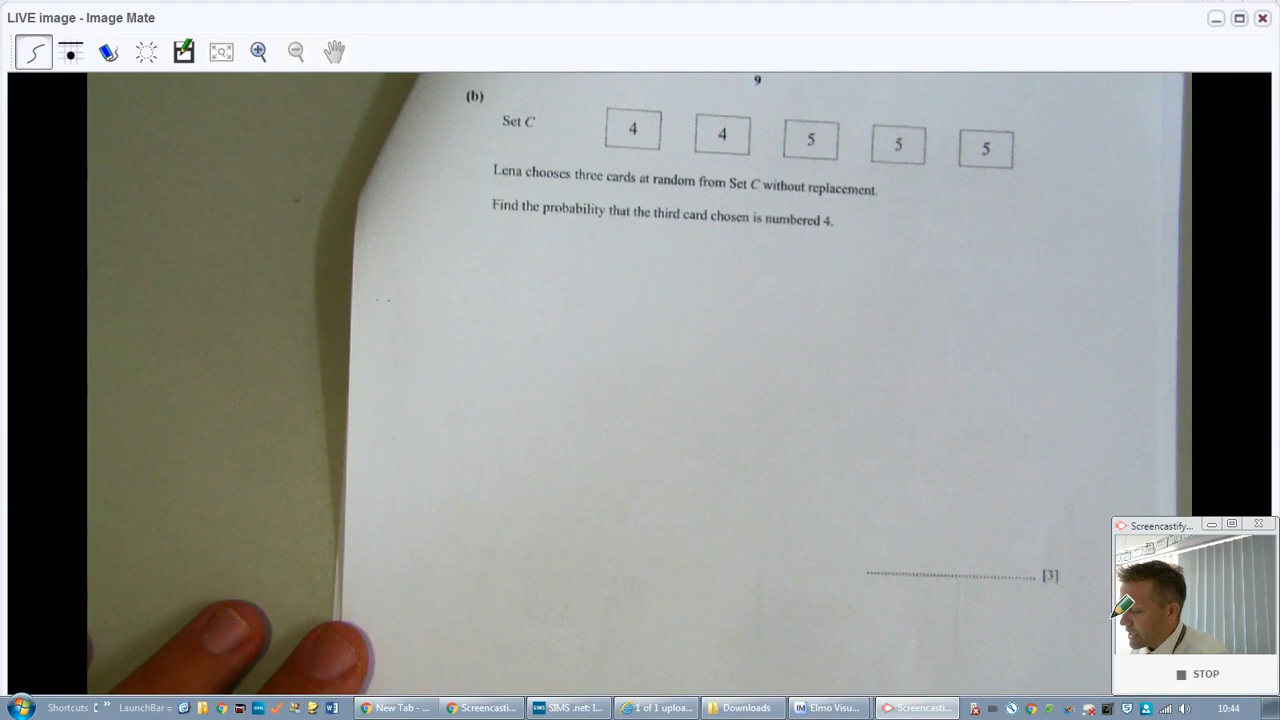 LIVE image - Image Mate
9
(b)
Set C 4 4 5 5 5
Lena chooses three cards at random from Set C without replacement.
Find the probability that the third card chosen is numbered 4.
[3]
Screencastify...
STOP
Shortcuts LaunchBar New Tab - ... Screencasti... SIMS .net: I... 1 of 1 uploa... Downloads Elmo Visu... Screencasti... 10:44